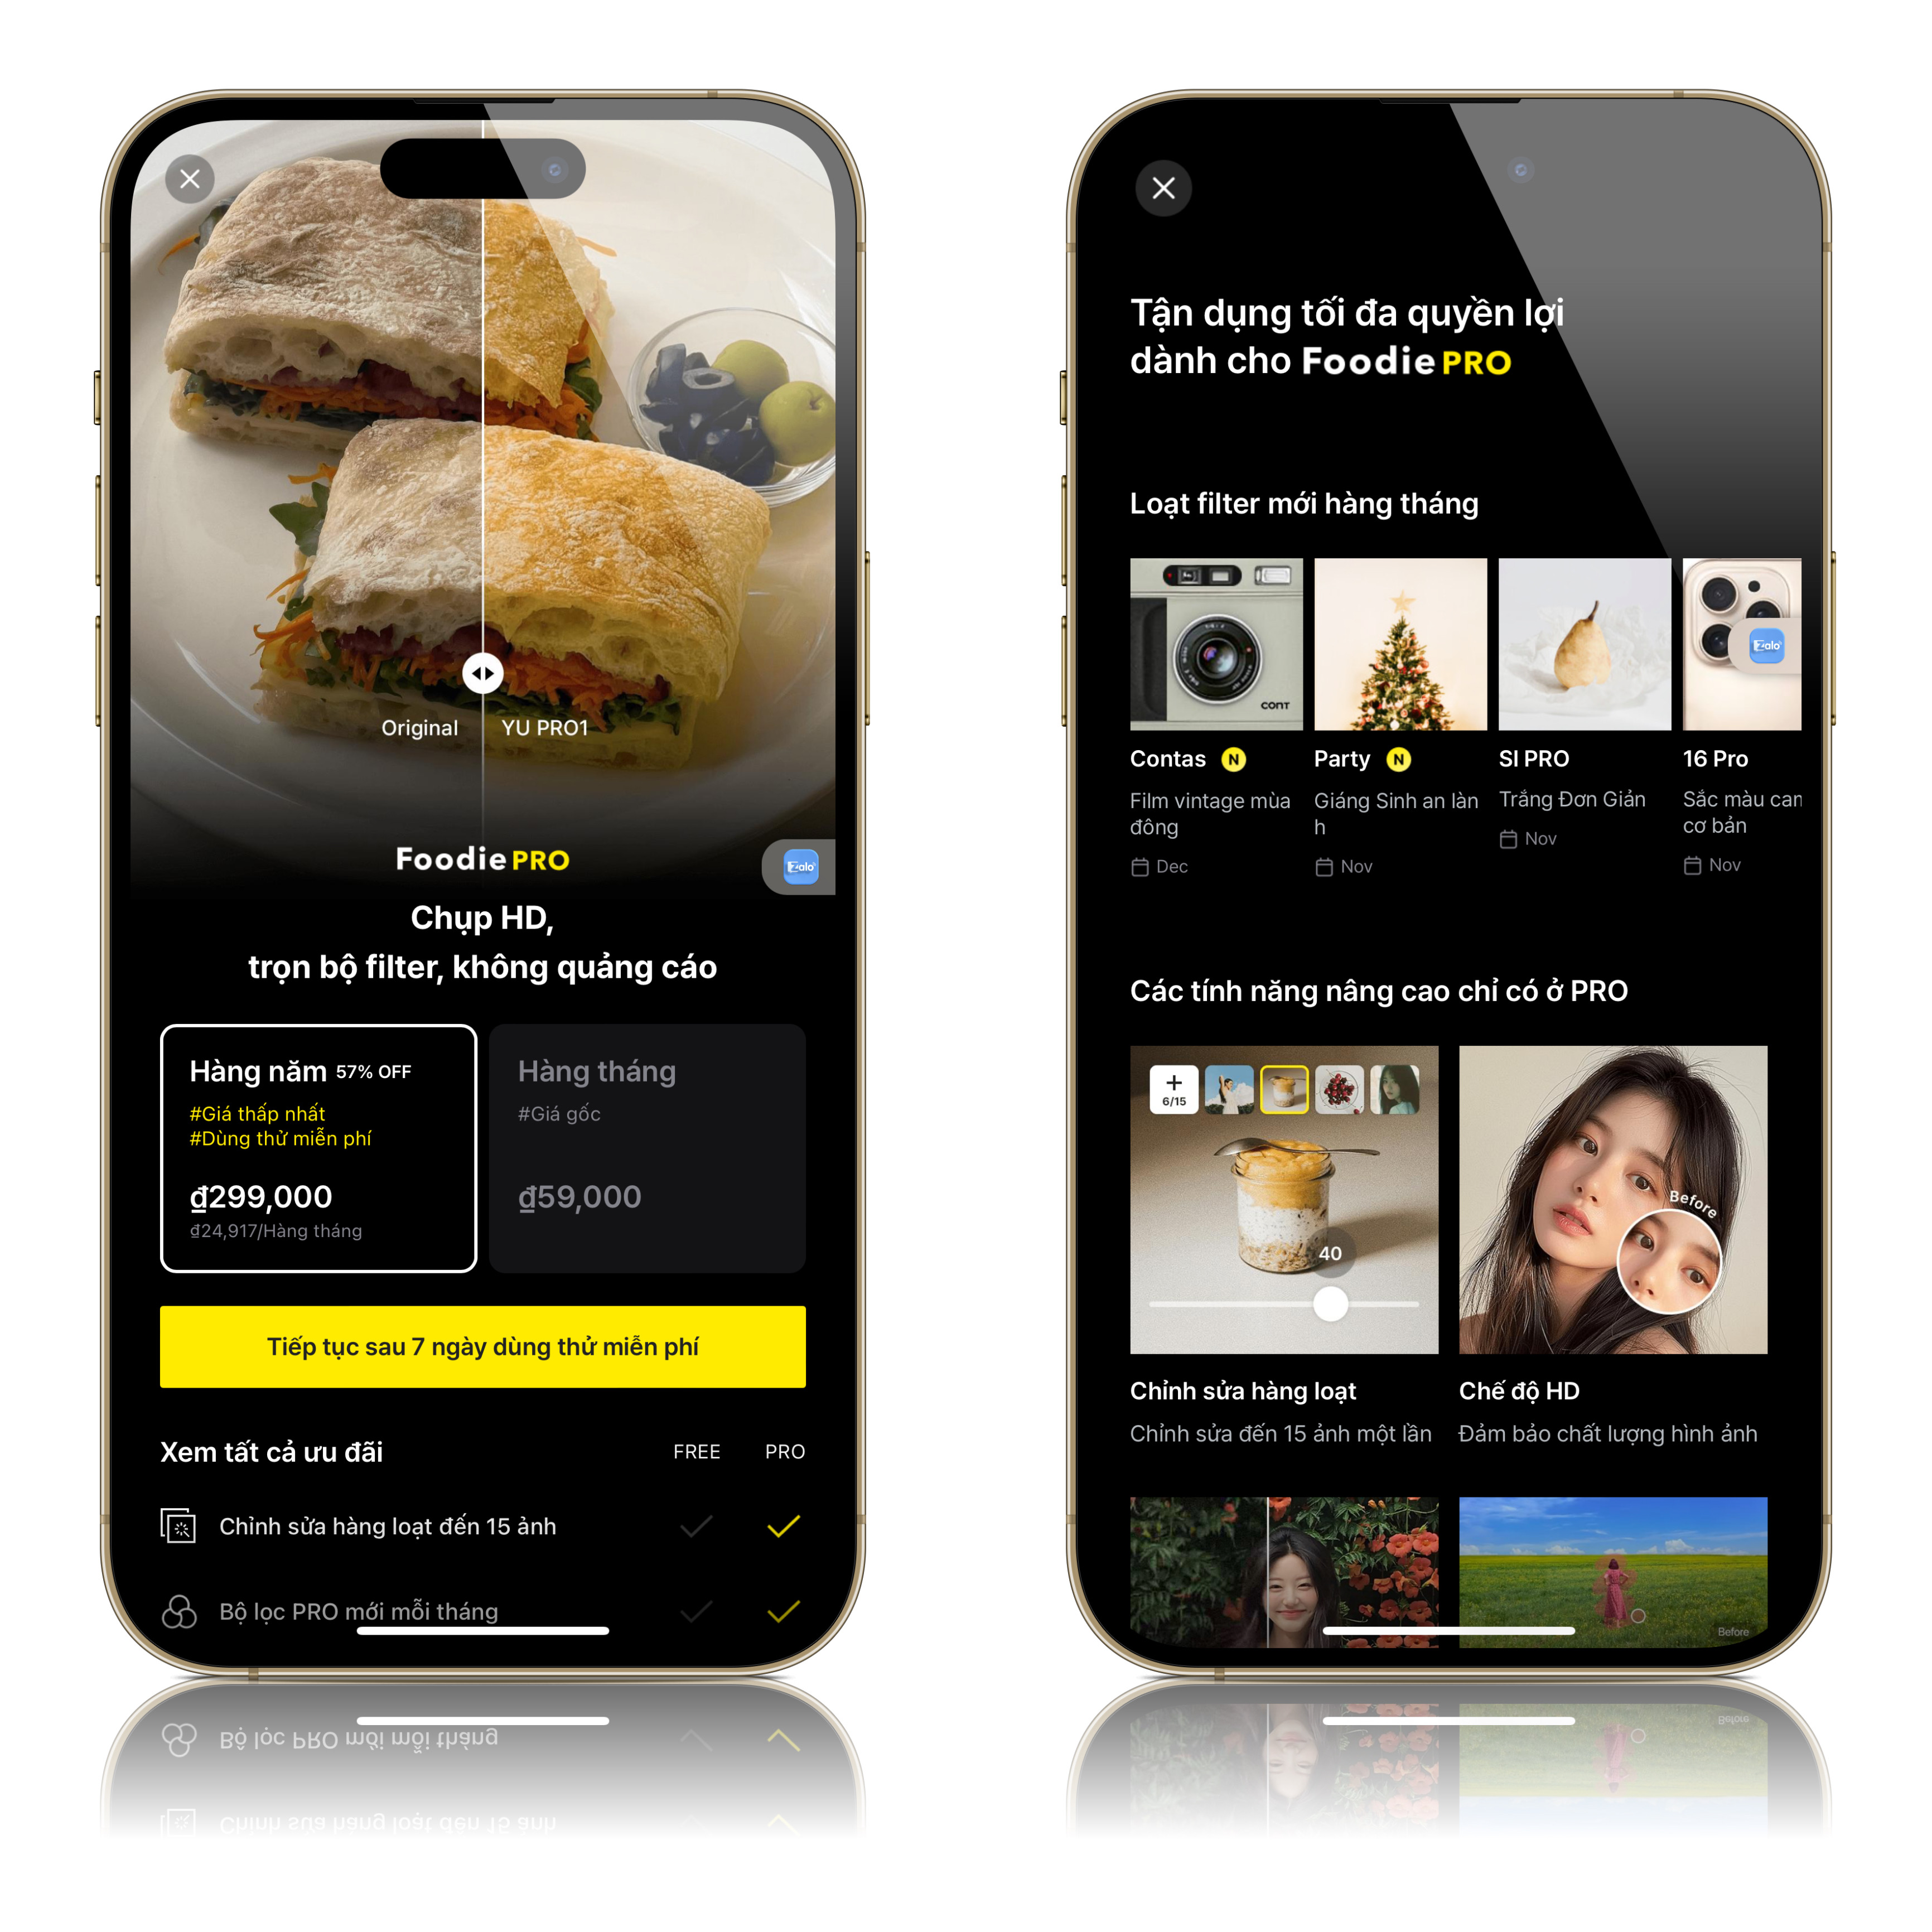 Original
YU PRO1
Foodie PRO
Zalo
Chụp HD,
trọn bộ filter, không quảng cáo
Hàng năm 57% OFF
#Giá thấp nhất
#Dùng thử miễn phí
₫299,000
₫24,917/Hàng tháng
Hàng tháng
#Giá gốc
₫59,000
Tiếp tục sau 7 ngày dùng thử miễn phí
Xem tất cả ưu đãi FREE PRO
Chỉnh sửa hàng loạt đến 15 ảnh
Bộ lọc PRO mới mỗi tháng
Tận dụng tối đa quyền lợi
dành cho Foodie PRO
Loạt filter mới hàng tháng
CONT
Zalo
Contas N
Film vintage mùa
đông
Dec
Party N
Giáng Sinh an làn
h
Nov
SI PRO
Trắng Đơn Giản
Nov
16 Pro
Sắc màu can
cơ bản
Nov
Các tính năng nâng cao chỉ có ở PRO
6/15
40
Before
Chỉnh sửa hàng loạt
Chỉnh sửa đến 15 ảnh một lần
Chế độ HD
Đảm bảo chất lượng hình ảnh
Before